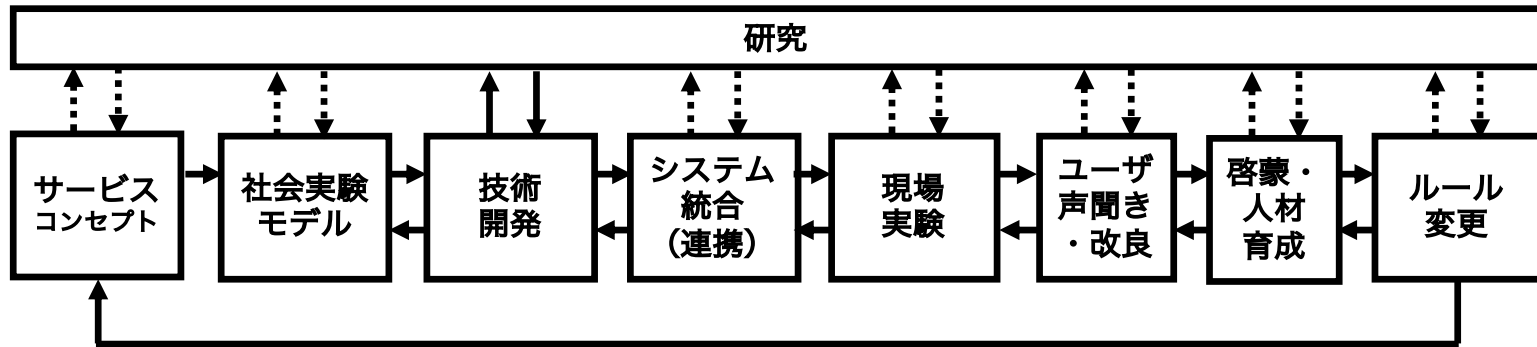 研究
サービス
コンセプト
社会実験
モデル
技術
開発
システム
統合
（連携）
現場
実験
ユーザ
声聞き
・改良
啓蒙・
人材
育成
ルール
変更